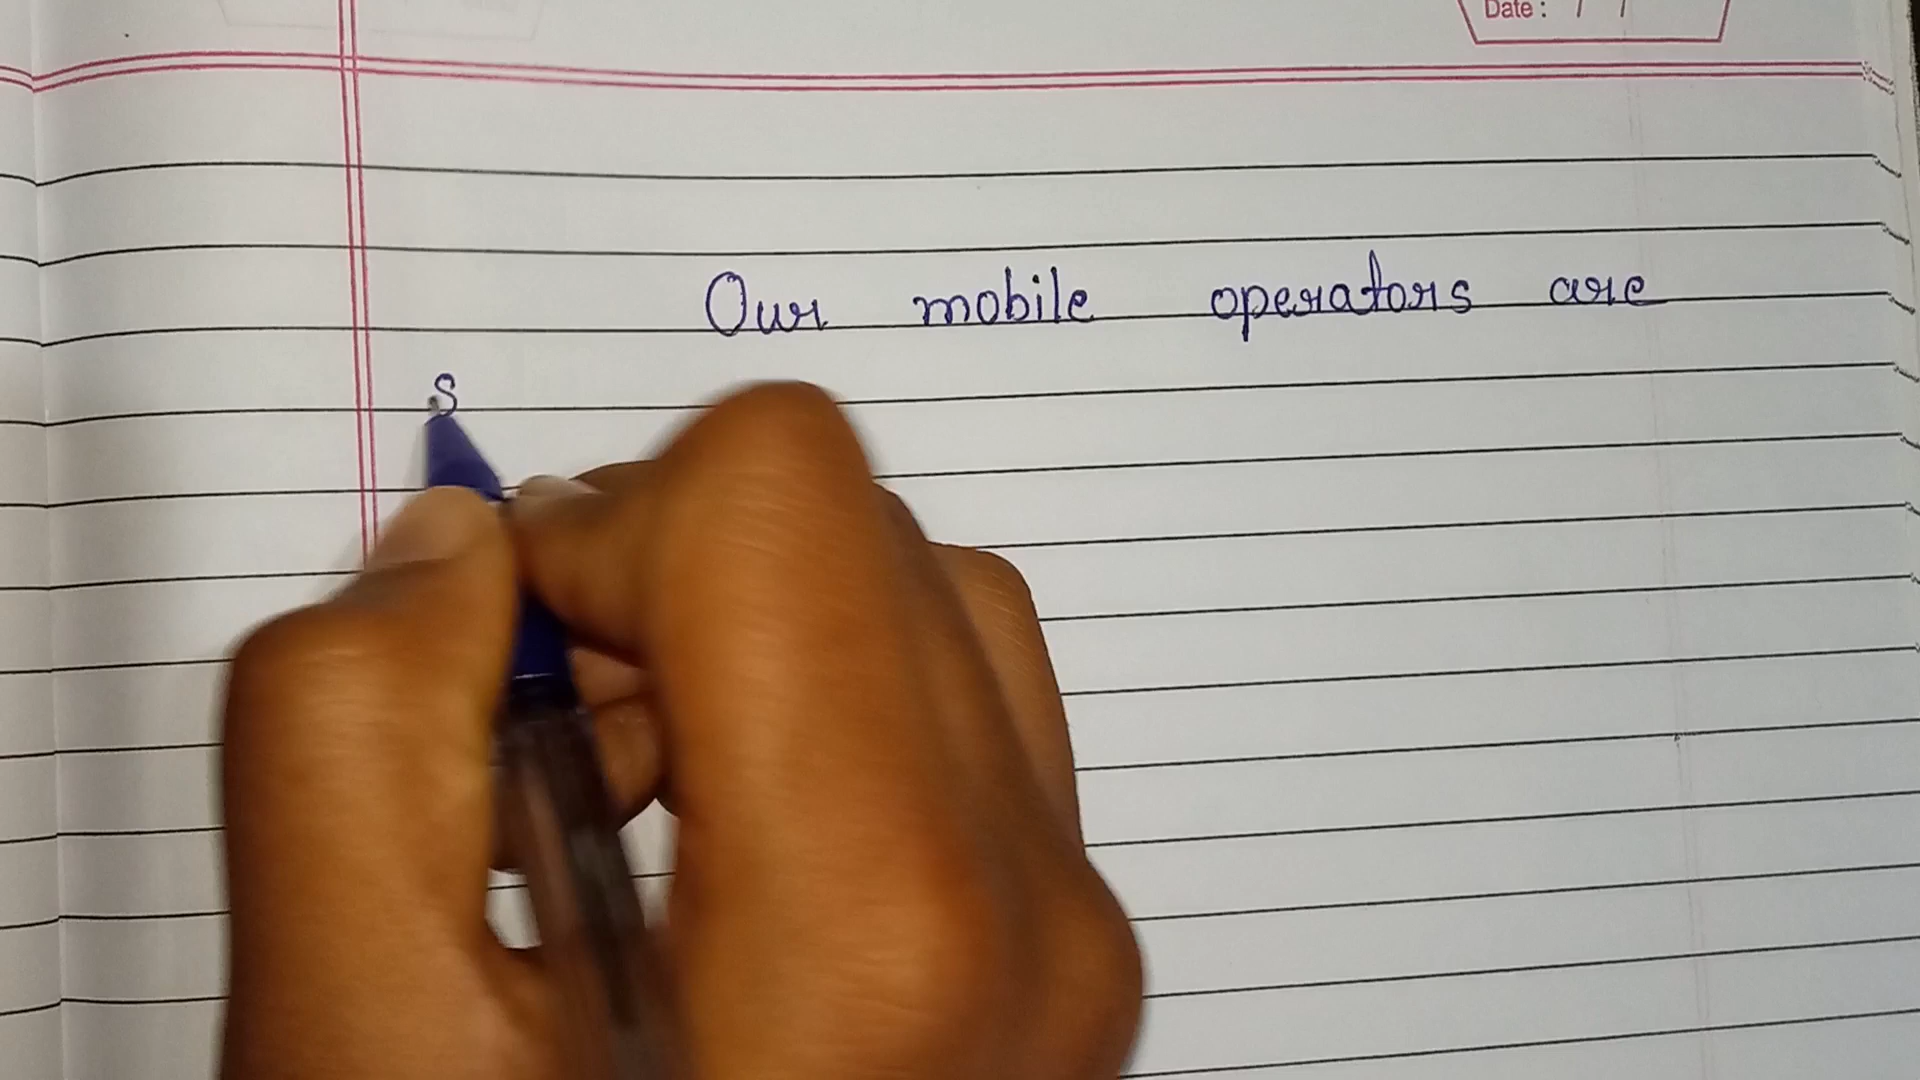 Date : / /
Our mobile operators are
s